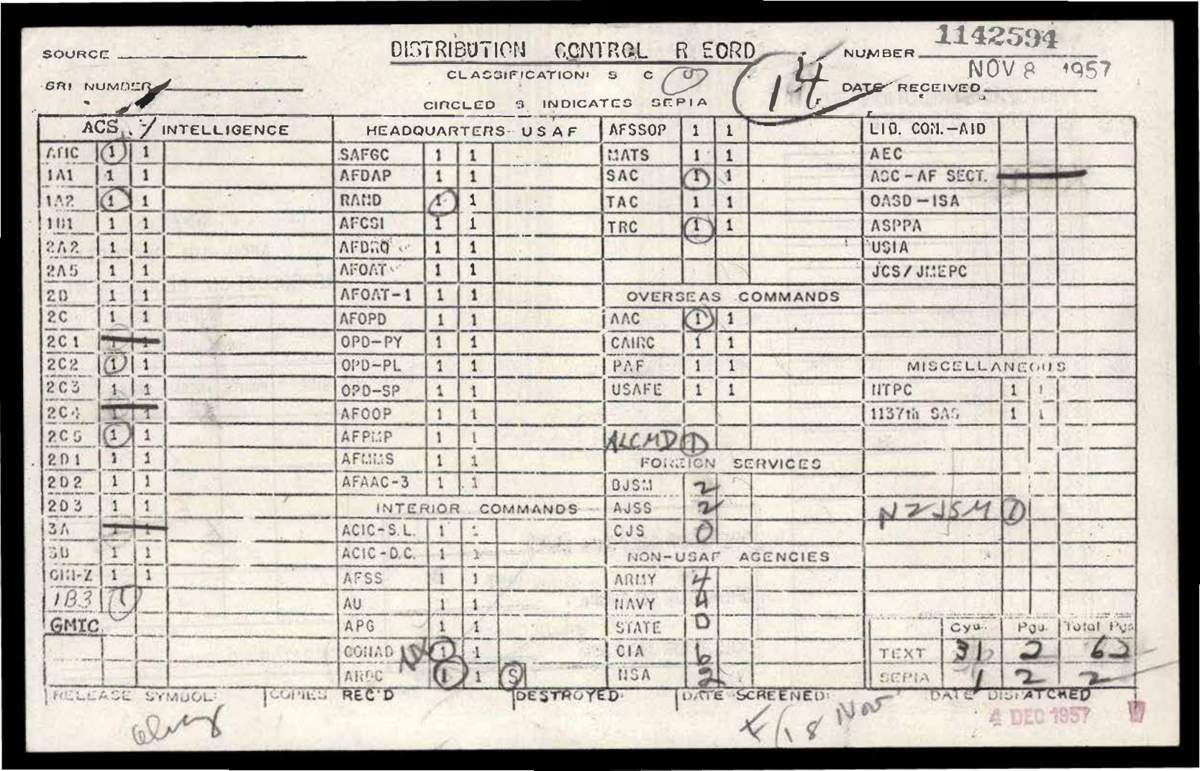 SOURCE
DISTRIBUTION CONTROL R EORD
NUMBER 1142594
CLASSIFICATION: S C U
14
NOV 8 1957
SRI NUMBER
DATE RECEIVED
CIRCLED S INDICATES SEPIA
ACS INTELLIGENCE
AFIC 1 1
1A1 1 1
1A2 1 1
1B1 1 1
2A2 1 1
2A5 1 1
2B 1 1
2C 1 1
2C1 1 1
2C2 1 1
2C3 1 1
2C4 1 1
2C5 1 1
2D1 1 1
2D2 1 1
2D3 1 1
3A 1 1
3B 1 1
1 1
1B3 1
GMIC
HEADQUARTERS USAF
SAFGC 1 1
AFDAP 1 1
RAND 1 1
AFCSI 1 1
AFDRQ 1 1
AFOAT 1 1
AFOAT-1 1 1
AFOPD 1 1
OPD-PY 1 1
OPD-PL 1 1
OPD-SP 1 1
AFOOP 1 1
AFPMP 1 1
AFMMS 1 1
AFAAC-3 1 1
INTERIOR COMMANDS
ACIC-S.L. 1 1
ACIC-D.C. 1 1
AFSS 1 1
AU 1 1
APG 1 1
CONAD 1 1
ARDC 1 1 S
AFSSOP 1 1
MATS 1 1
SAC 1 1
TAC 1 1
TRC 1 1
OVERSEAS COMMANDS
AAC 1 1
CAIRC 1 1
PAF 1 1
USAFE 1 1
ALCMD 1
FOREIGN SERVICES
BJSM 2
AJSS 2
CJS 0
NON-USAF AGENCIES
ARMY 4
NAVY 4
STATE 0
CIA 6
NSA 2
LIO. COM.-AID
AEC
ASC-AF SECT.
OASD-ISA
ASPPA
USIA
JCS/JMEPC
MISCELLANEOUS
NTPC 1 1
1137th SAS 1 1
NZJSM 1
Cys. Pgs. Total Pgs
TEXT 31 2 62
SEPIA 1 2 2
RELEASE SYMBOL:
COPIES REC'D
DESTROYED:
DATE SCREENED:
DATE DISPATCHED
18 Nov
4 DEC 1957